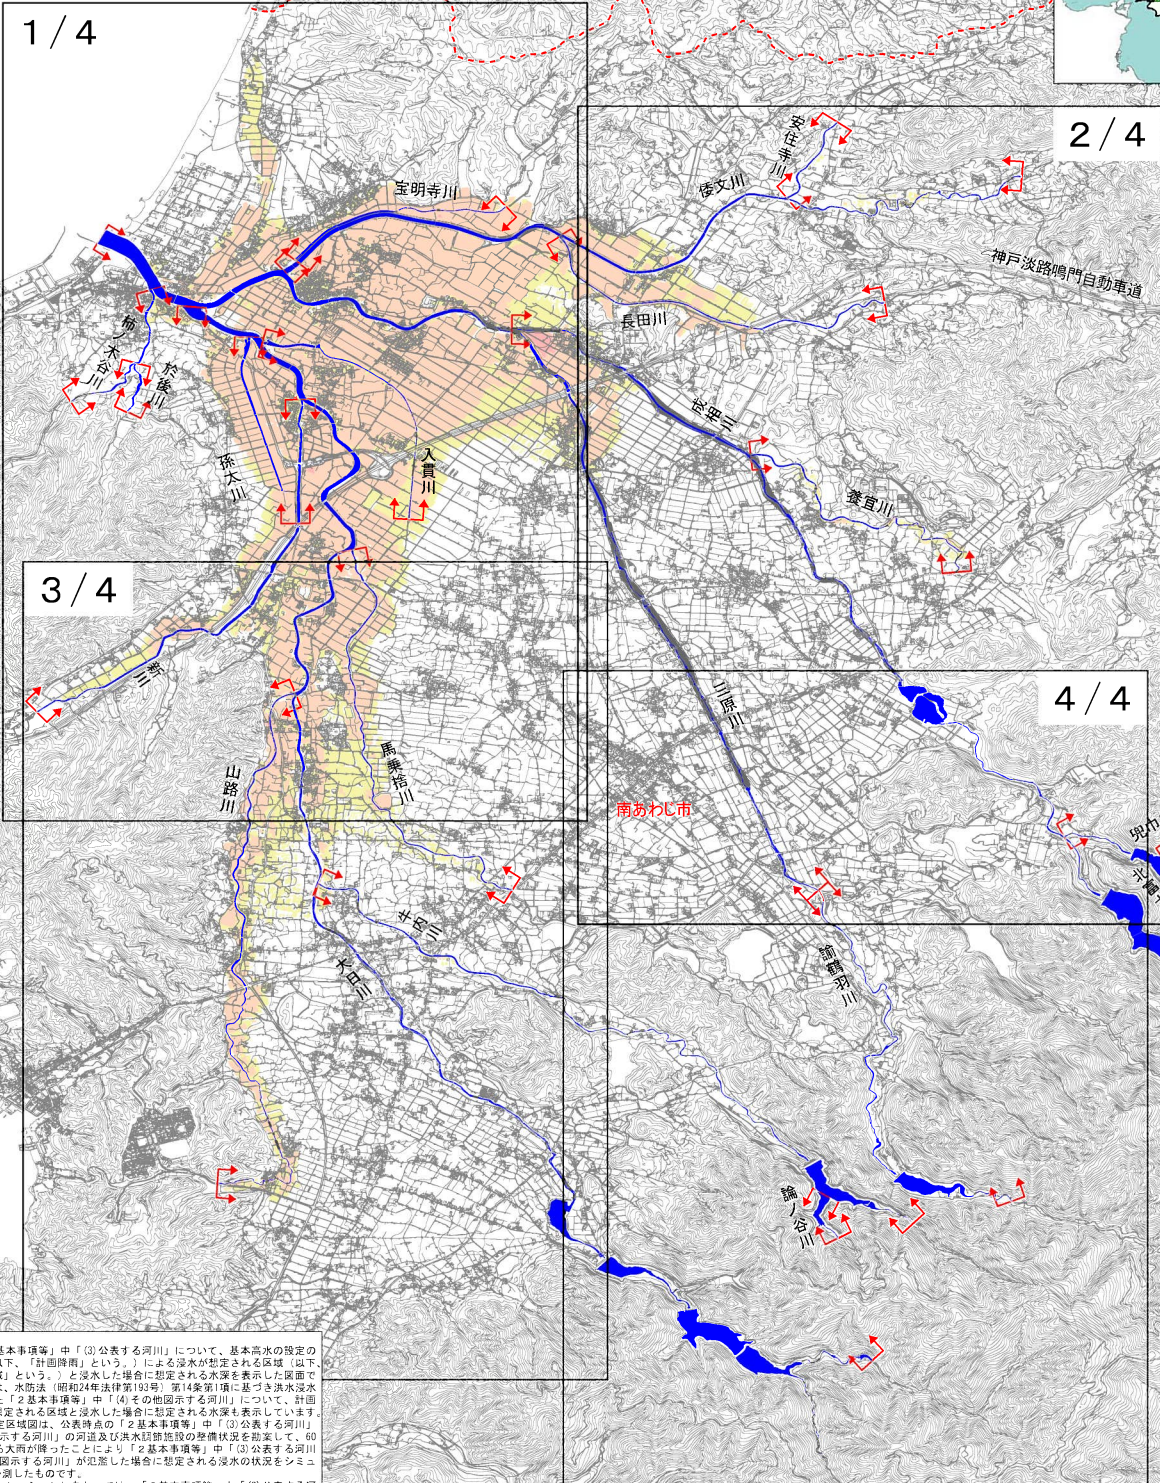 1/4
2/4
安住寺川
倭文川
宝明寺川
神戸淡路鳴門自動車道
長田川
柿ノ木谷川
於後川
成相川
孫太川
入貫川
養宜川
3/4
新川
4/4
三原川
馬乗捨川
山路川
南あわじ市
兜巾
北富
牛内川
大日川
諭鶴羽川
論ノ谷川
基本事項等」中「(3)公表する河川」について、基本高水の設定の
以下、「計画降雨」という。)による浸水が想定される区域(以下、
域」という。)と浸水した場合に想定される水深を表示した図面で
、水防法(昭和24年法律第193号)第14条第1項に基づき洪水浸水
「2基本事項等」中「(4)その他図示する河川」について、計画
想定される区域と浸水した場合に想定される水深も表示しています。
定区域図は、公表時点の「2基本事項等」中「(3)公表する河川」
示する河川」の河道及び洪水調節施設の整備状況を勘案して、60
る大雨が降ったことにより「2基本事項等」中「(3)公表する河川
図示する河川」が氾濫した場合に想定される浸水の状況をシミュ
予測したものです。